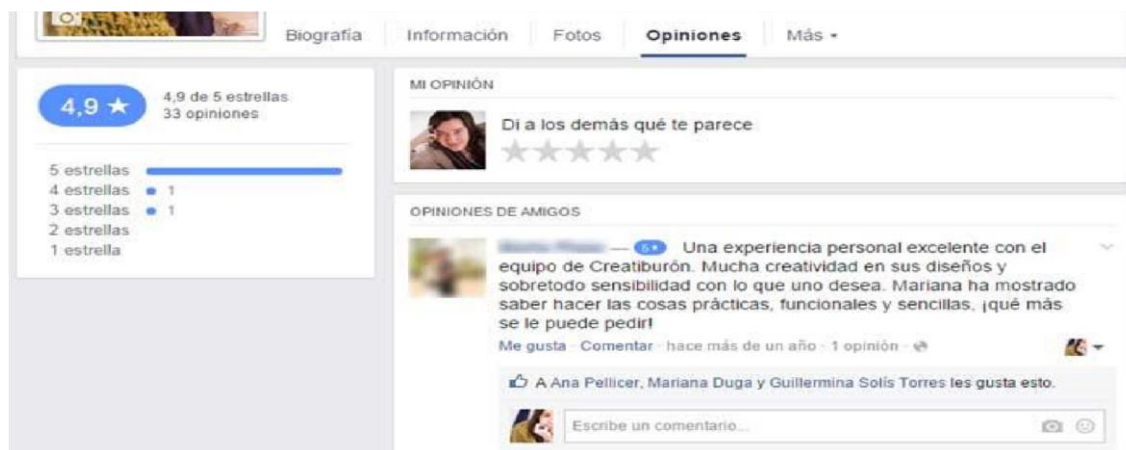 Biografía Información Fotos Opiniones Más
4,9 ★ 4,9 de 5 estrellas
33 opiniones
5 estrellas
4 estrellas 1
3 estrellas 1
2 estrellas
1 estrella
MI OPINIÓN
Di a los demás qué te parece
OPINIONES DE AMIGOS
— 5★ Una experiencia personal excelente con el
equipo de Creatiburón. Mucha creatividad en sus diseños y
sobretodo sensibilidad con lo que uno desea. Mariana ha mostrado
saber hacer las cosas prácticas, funcionales y sencillas, ¡qué más
se le puede pedir!
Me gusta · Comentar · hace más de un año · 1 opinión ·
A Ana Pellicer, Mariana Duga y Guillermina Solís Torres les gusta esto.
Escribe un comentario...